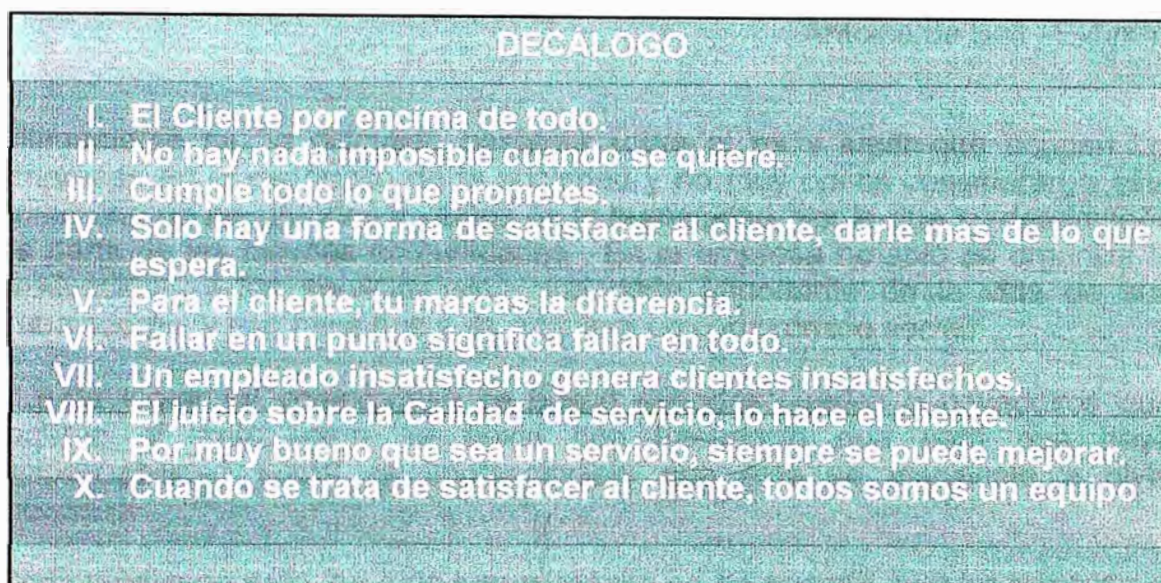 DECÁLOGO
I. El Cliente por encima de todo.
II. No hay nada imposible cuando se quiere.
III. Cumple todo lo que prometes.
IV. Solo hay una forma de satisfacer al cliente, darle mas de lo que
espera.
V. Para el cliente, tu marcas la diferencia.
VI. Fallar en un punto significa fallar en todo.
VII. Un empleado insatisfecho genera clientes insatisfechos,
VIII. El juicio sobre la Calidad de servicio, lo hace el cliente.
IX. Por muy bueno que sea un servicio, siempre se puede mejorar.
X. Cuando se trata de satisfacer al cliente, todos somos un equipo